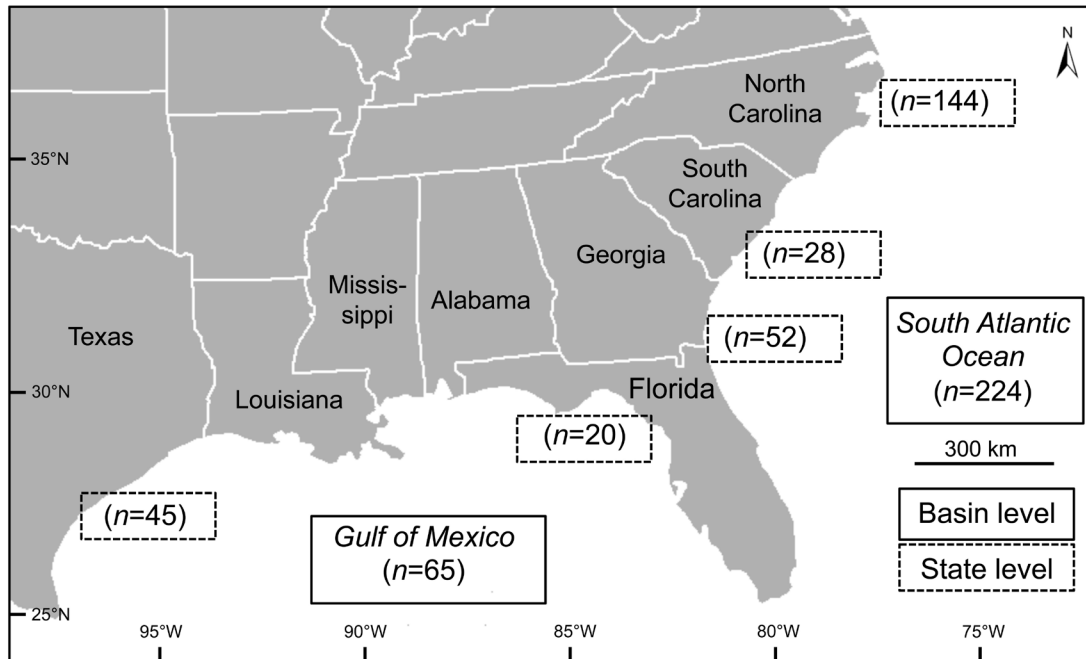 N
North
Carolina
(n=144)
35°N
South
Carolina
Georgia
(n=28)
Missis-
sippi
Alabama
Texas
(n=52)
South Atlantic
Ocean
(n=224)
30°N
Louisiana
Florida
(n=20)
300 km
(n=45)
Gulf of Mexico
(n=65)
Basin level
State level
25°N
95°W
90°W
85°W
80°W
75°W